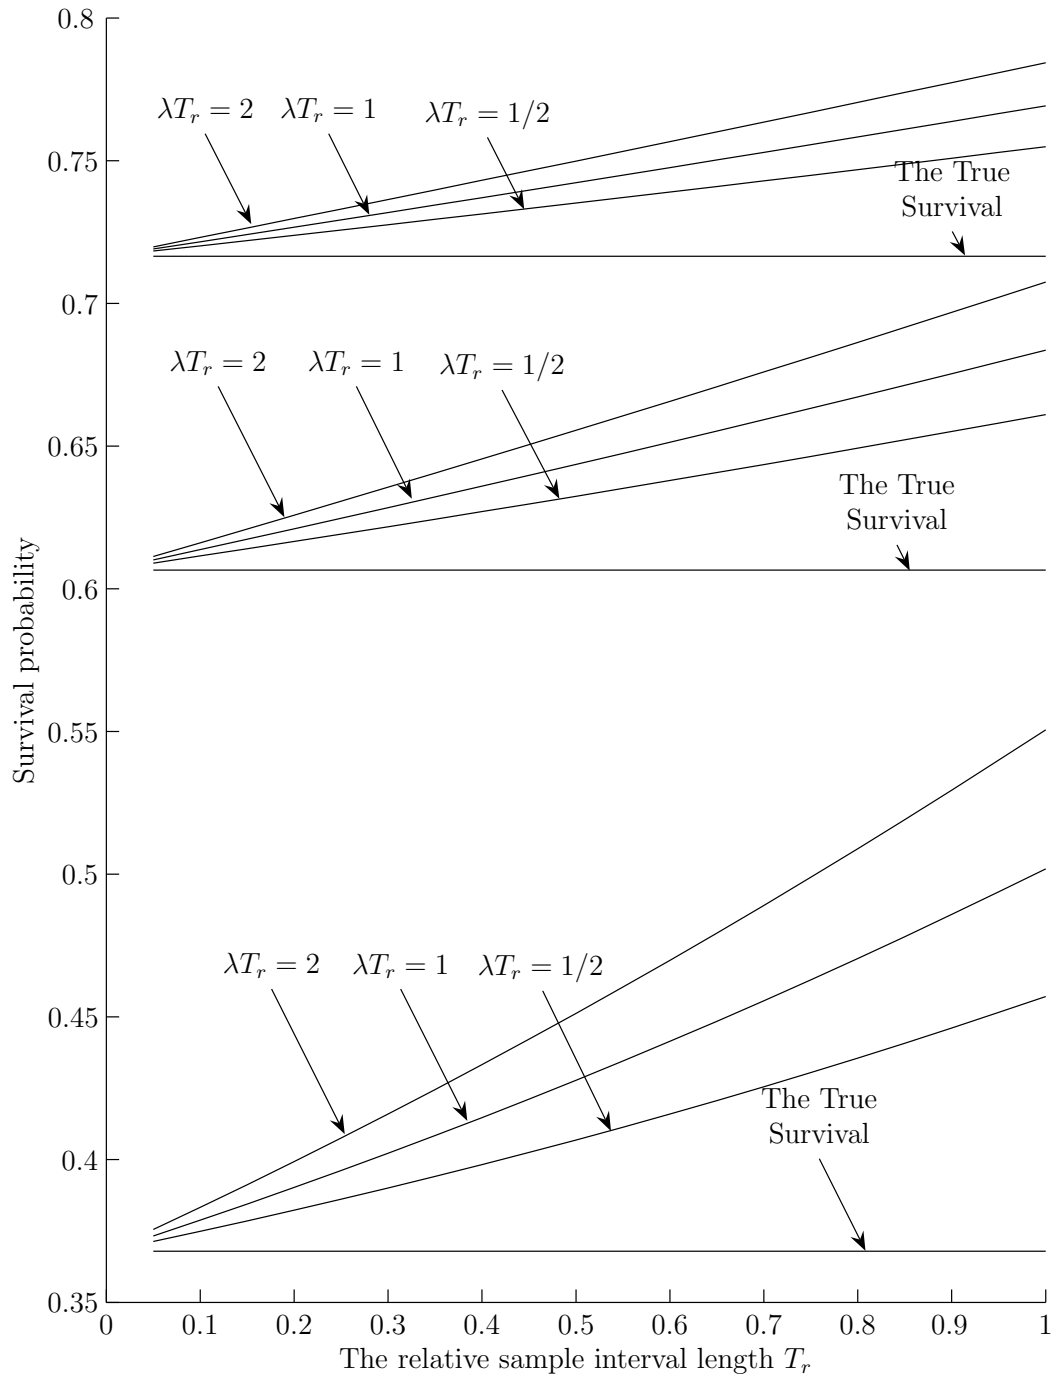 0.8
λT_r = 2
λT_r = 1
λT_r = 1/2
0.75
The True
Survival
0.7
λT_r = 2
λT_r = 1
λT_r = 1/2
0.65
The True
Survival
0.6
Survival probability
0.55
0.5
λT_r = 2
λT_r = 1
λT_r = 1/2
0.45
The True
Survival
0.4
0.35
0 0.1 0.2 0.3 0.4 0.5 0.6 0.7 0.8 0.9 1
The relative sample interval length T_r